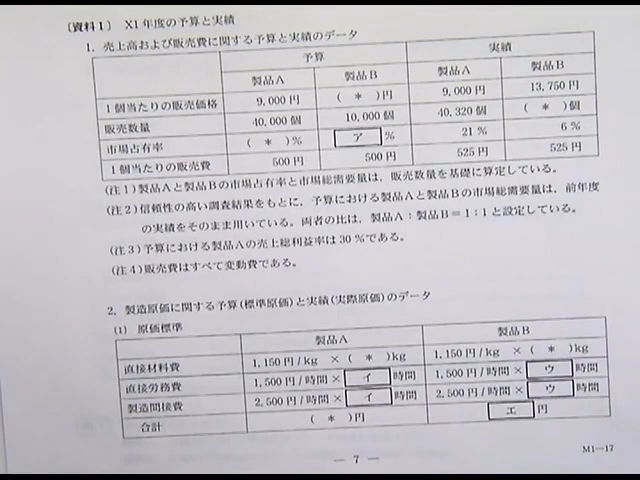 〔資料1〕 X1年度の予算と実績
1. 売上高および販売費に関する予算と実績のデータ
予算 実績
製品A 製品B 製品A 製品B
1個当たりの販売価格 9,000円 ( * )円 9,000円 13,750円
販売数量 40,000個 10,000個 40,320個 ( * )個
市場占有率 ( * )% ア % 21% 6%
1個当たりの販売費 500円 500円 525円 525円
(注1) 製品Aと製品Bの市場占有率と市場総需要量は、販売数量を基礎に算定している。
(注2) 信頼性の高い調査結果をもとに、予算における製品Aと製品Bの市場総需要量は、前年度
の実績をそのまま用いている。両者の比は、製品A:製品B=1:1と設定している。
(注3) 予算における製品Aの売上総利益率は30%である。
(注4) 販売費はすべて変動費である。
2. 製造原価に関する予算(標準原価)と実績(実際原価)のデータ
(1) 原価標準
製品A 製品B
直接材料費 1,150円/kg × ( * )kg 1,150円/kg × ( * )kg
直接労務費 1,500円/時間 × イ 時間 1,500円/時間 × ウ 時間
製造間接費 2,500円/時間 × イ 時間 2,500円/時間 × ウ 時間
合計 ( * )円 エ 円
— 7 —
M1-17